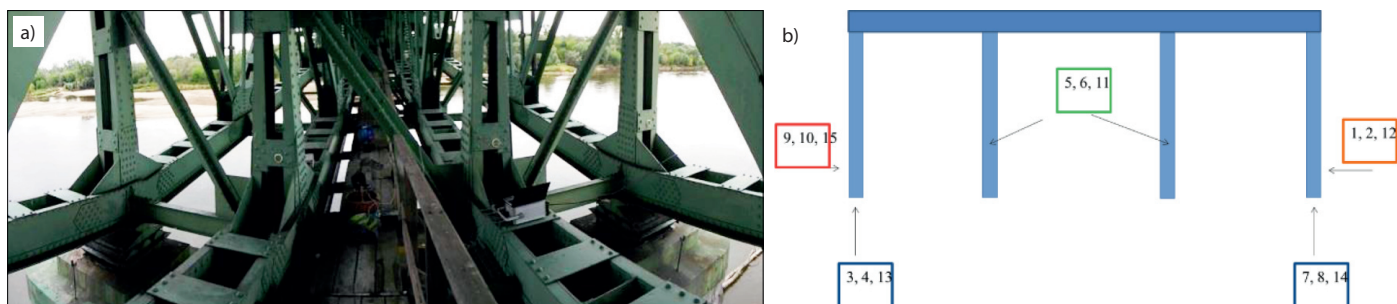 a)
b)
5, 6, 11
9, 10, 15
1, 2, 12
3, 4, 13
7, 8, 14